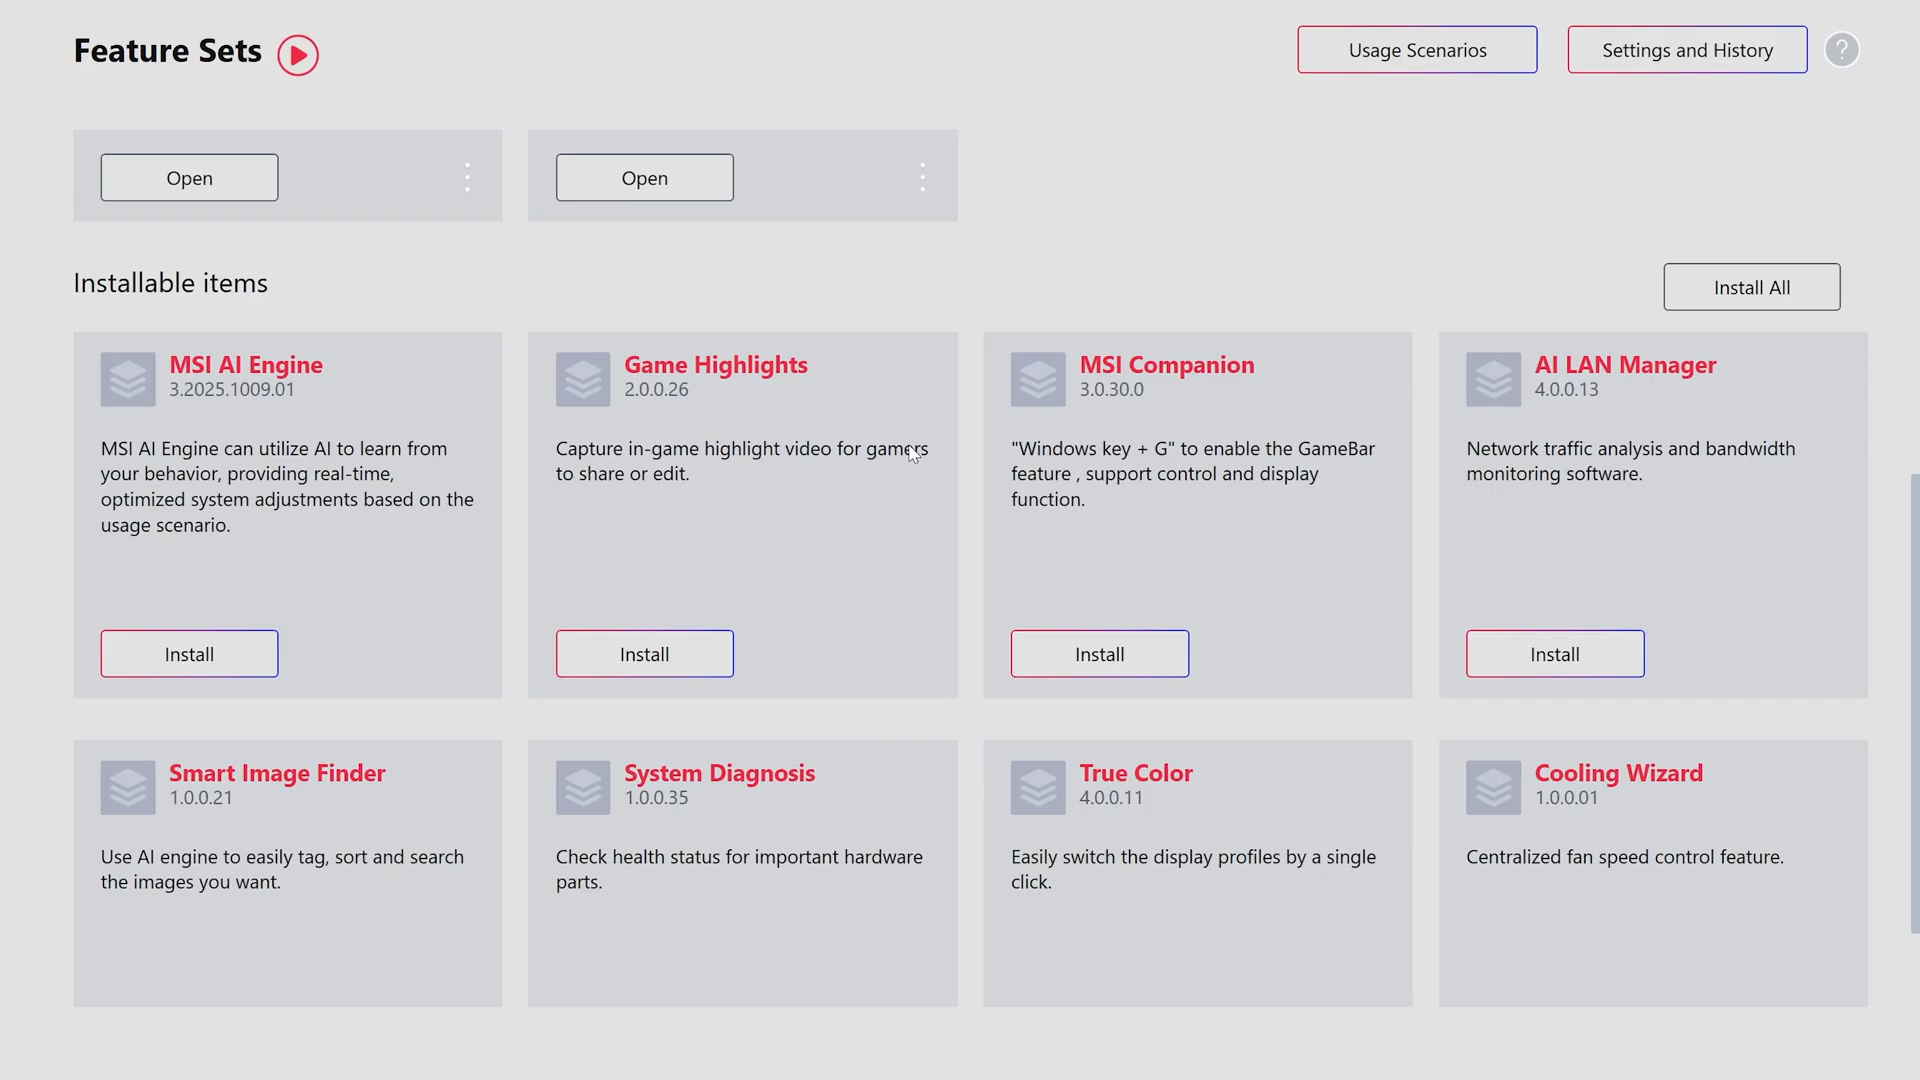 Feature Sets
Usage Scenarios
Settings and History
?
Open
Open
Installable items
Install All
MSI AI Engine
3.2025.1009.01
MSI AI Engine can utilize AI to learn from
your behavior, providing real-time,
optimized system adjustments based on the
usage scenario.
Install
Game Highlights
2.0.0.26
Capture in-game highlight video for gamers
to share or edit.
Install
MSI Companion
3.0.30.0
"Windows key + G" to enable the GameBar
feature , support control and display
function.
Install
AI LAN Manager
4.0.0.13
Network traffic analysis and bandwidth
monitoring software.
Install
Smart Image Finder
1.0.0.21
Use AI engine to easily tag, sort and search
the images you want.
System Diagnosis
1.0.0.35
Check health status for important hardware
parts.
True Color
4.0.0.11
Easily switch the display profiles by a single
click.
Cooling Wizard
1.0.0.01
Centralized fan speed control feature.